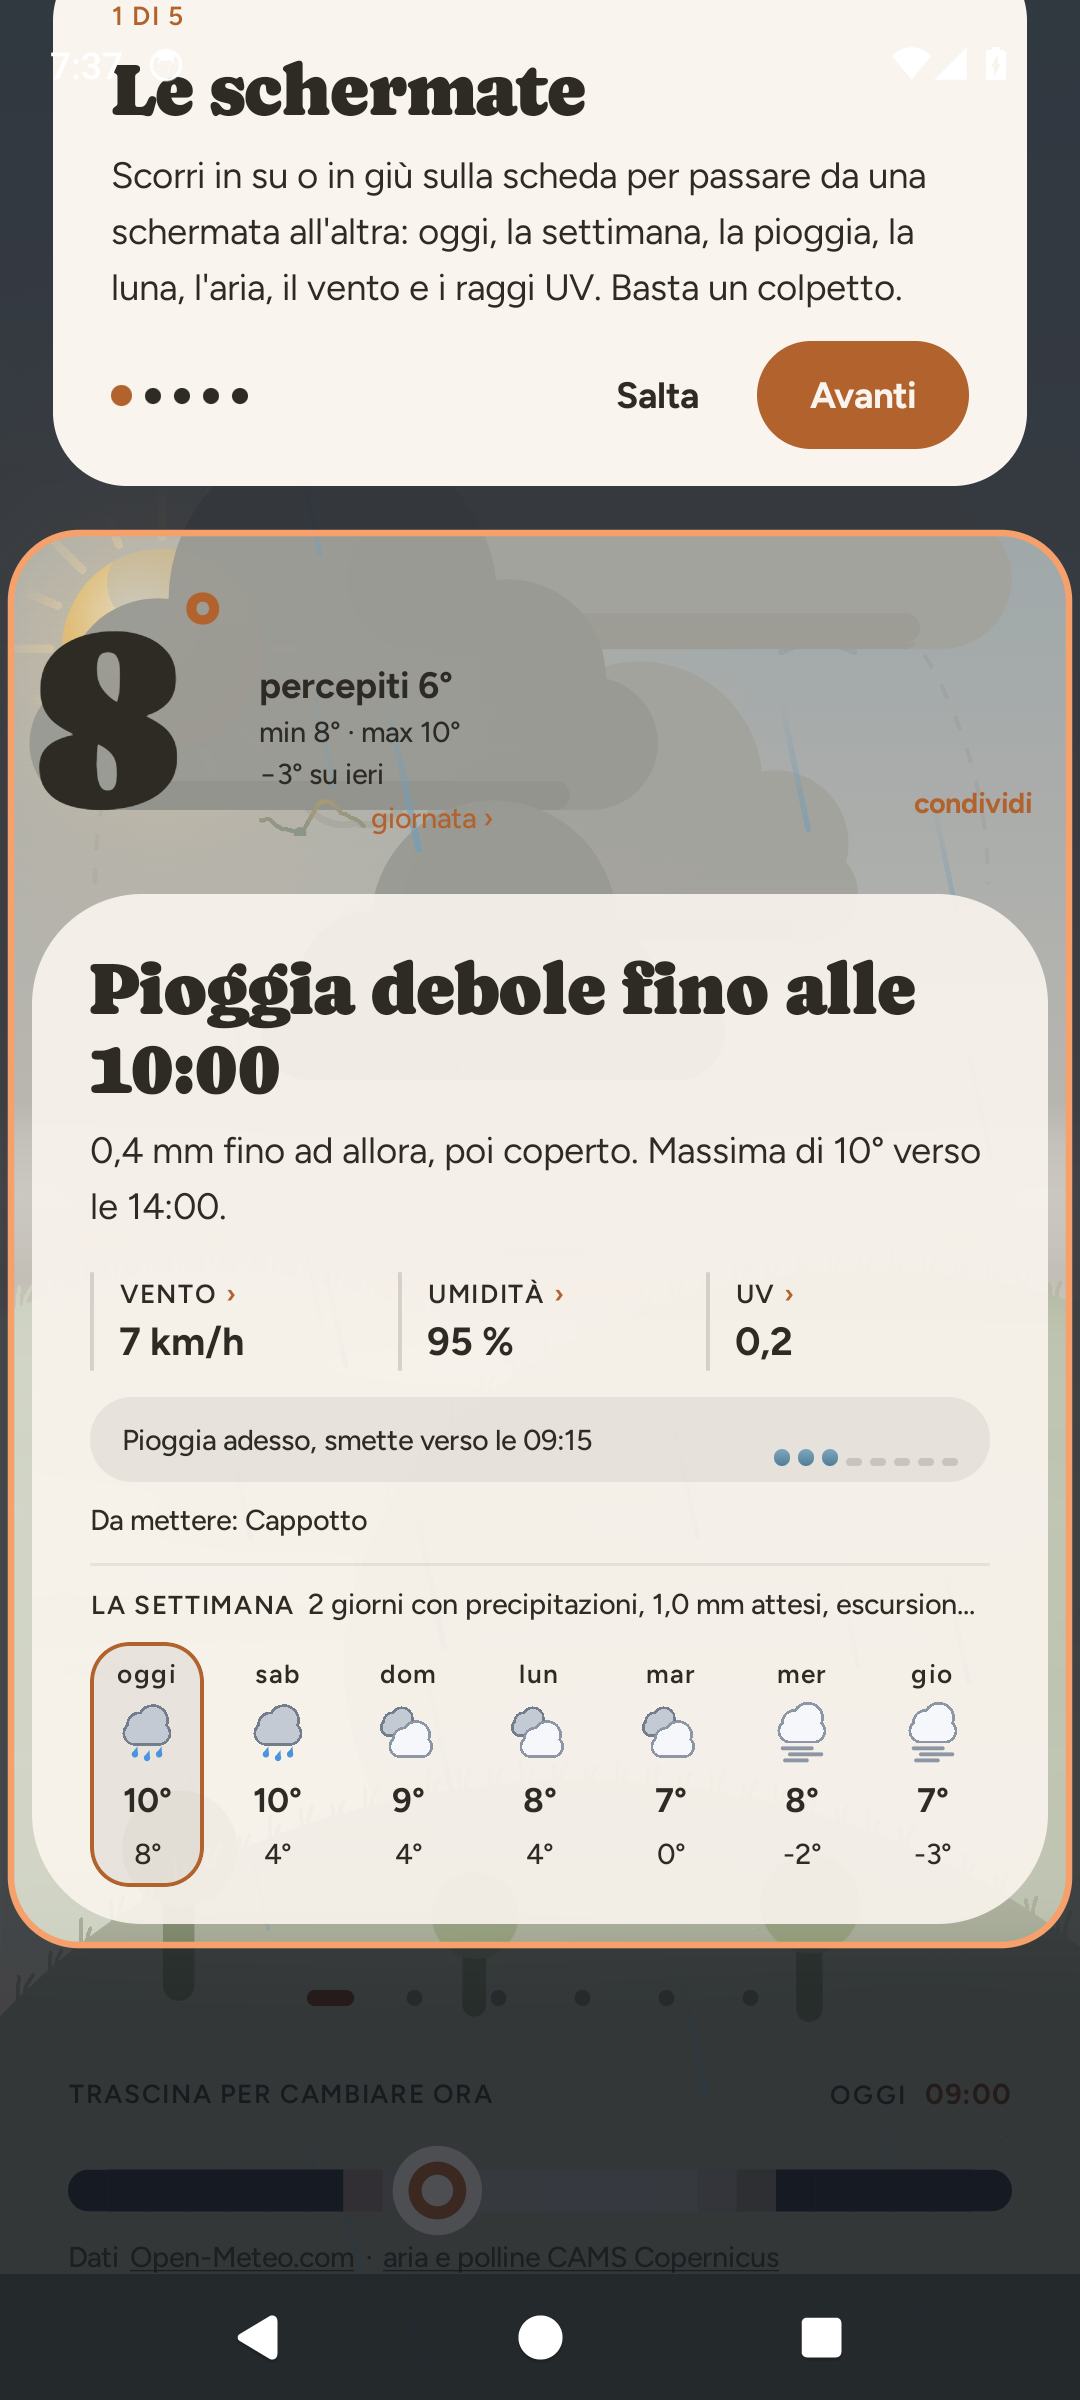 1 DI 5
7:37
Le schermate
Scorri in su o in giù sulla scheda per passare da una
schermata all'altra: oggi, la settimana, la pioggia, la
luna, l'aria, il vento e i raggi UV. Basta un colpetto.
Salta
Avanti
8°
percepiti 6°
min 8° · max 10°
−3° su ieri
giornata ›
condividi
Pioggia debole fino alle
10:00
0,4 mm fino ad allora, poi coperto. Massima di 10° verso
le 14:00.
VENTO › UMIDITÀ › UV ›
7 km/h 95 % 0,2
Pioggia adesso, smette verso le 09:15
Da mettere: Cappotto
LA SETTIMANA 2 giorni con precipitazioni, 1,0 mm attesi, escursion...
oggi sab dom lun mar mer gio
10° 10° 9° 8° 7° 8° 7°
8° 4° 4° 4° 0° -2° -3°
TRASCINA PER CAMBIARE ORA OGGI 09:00
Dati Open-Meteo.com · aria e polline CAMS Copernicus